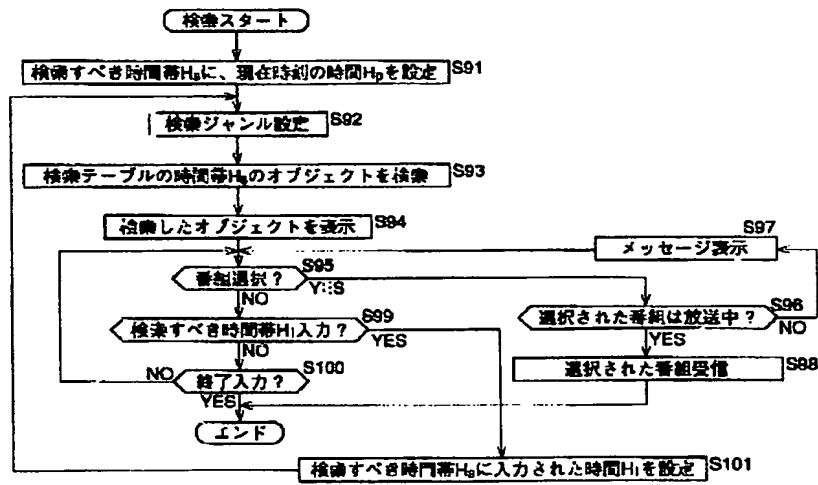 検索スタート
検索すべき時間帯Hsに、現在時刻の時間Hpを設定 S91
検索ジャンル設定 S92
検索テーブルの時間帯Hsのオブジェクトを検索 S93
検索したオブジェクトを表示 S94
メッセージ表示 S97
番組選択? S95
YES
NO
選択された番組は放送中? S96
NO
YES
検索すべき時間帯Hi入力? S99
YES
NO
選択された番組受信 S98
終了入力? S100
NO
YES
エンド
検索すべき時間帯Hsに入力された時間Hiを設定 S101